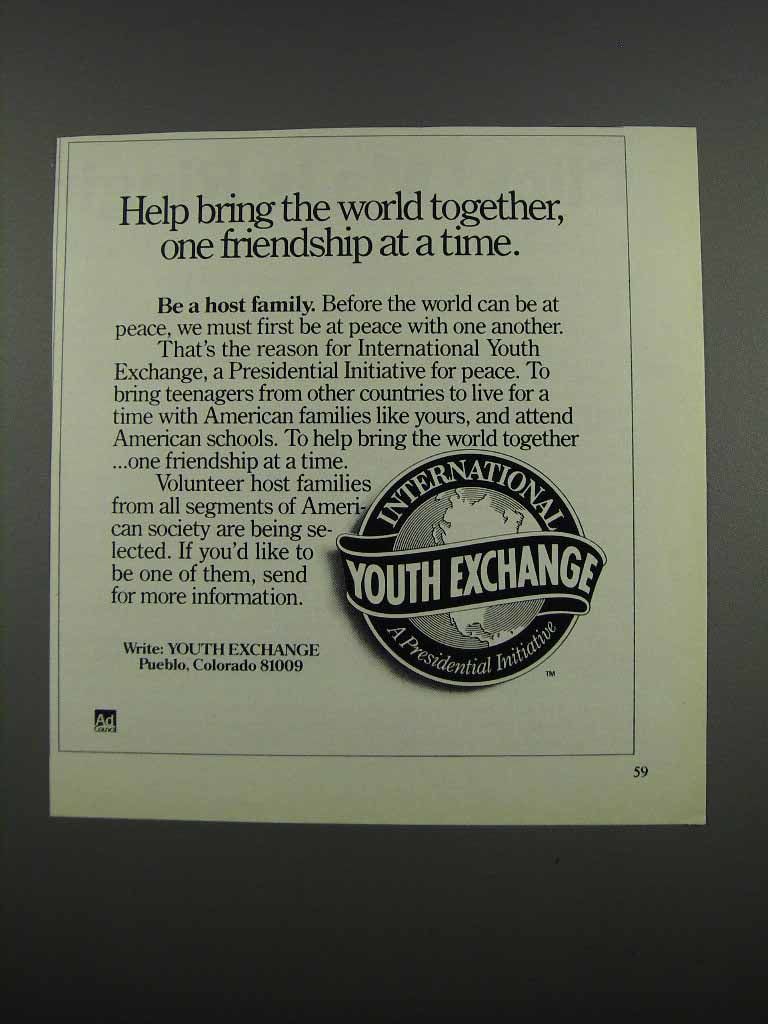 Help bring the world together,
one friendship at a time.
Be a host family. Before the world can be at
peace, we must first be at peace with one another.
That's the reason for International Youth
Exchange, a Presidential Initiative for peace. To
bring teenagers from other countries to live for a
time with American families like yours, and attend
American schools. To help bring the world together
...one friendship at a time.
Volunteer host families
from all segments of Ameri-
can society are being se-
lected. If you'd like to
be one of them, send
for more information.
INTERNATIONAL
YOUTH EXCHANGE
A Presidential Initiative
TM
Write: YOUTH EXCHANGE
Pueblo, Colorado 81009
Ad
Council
59